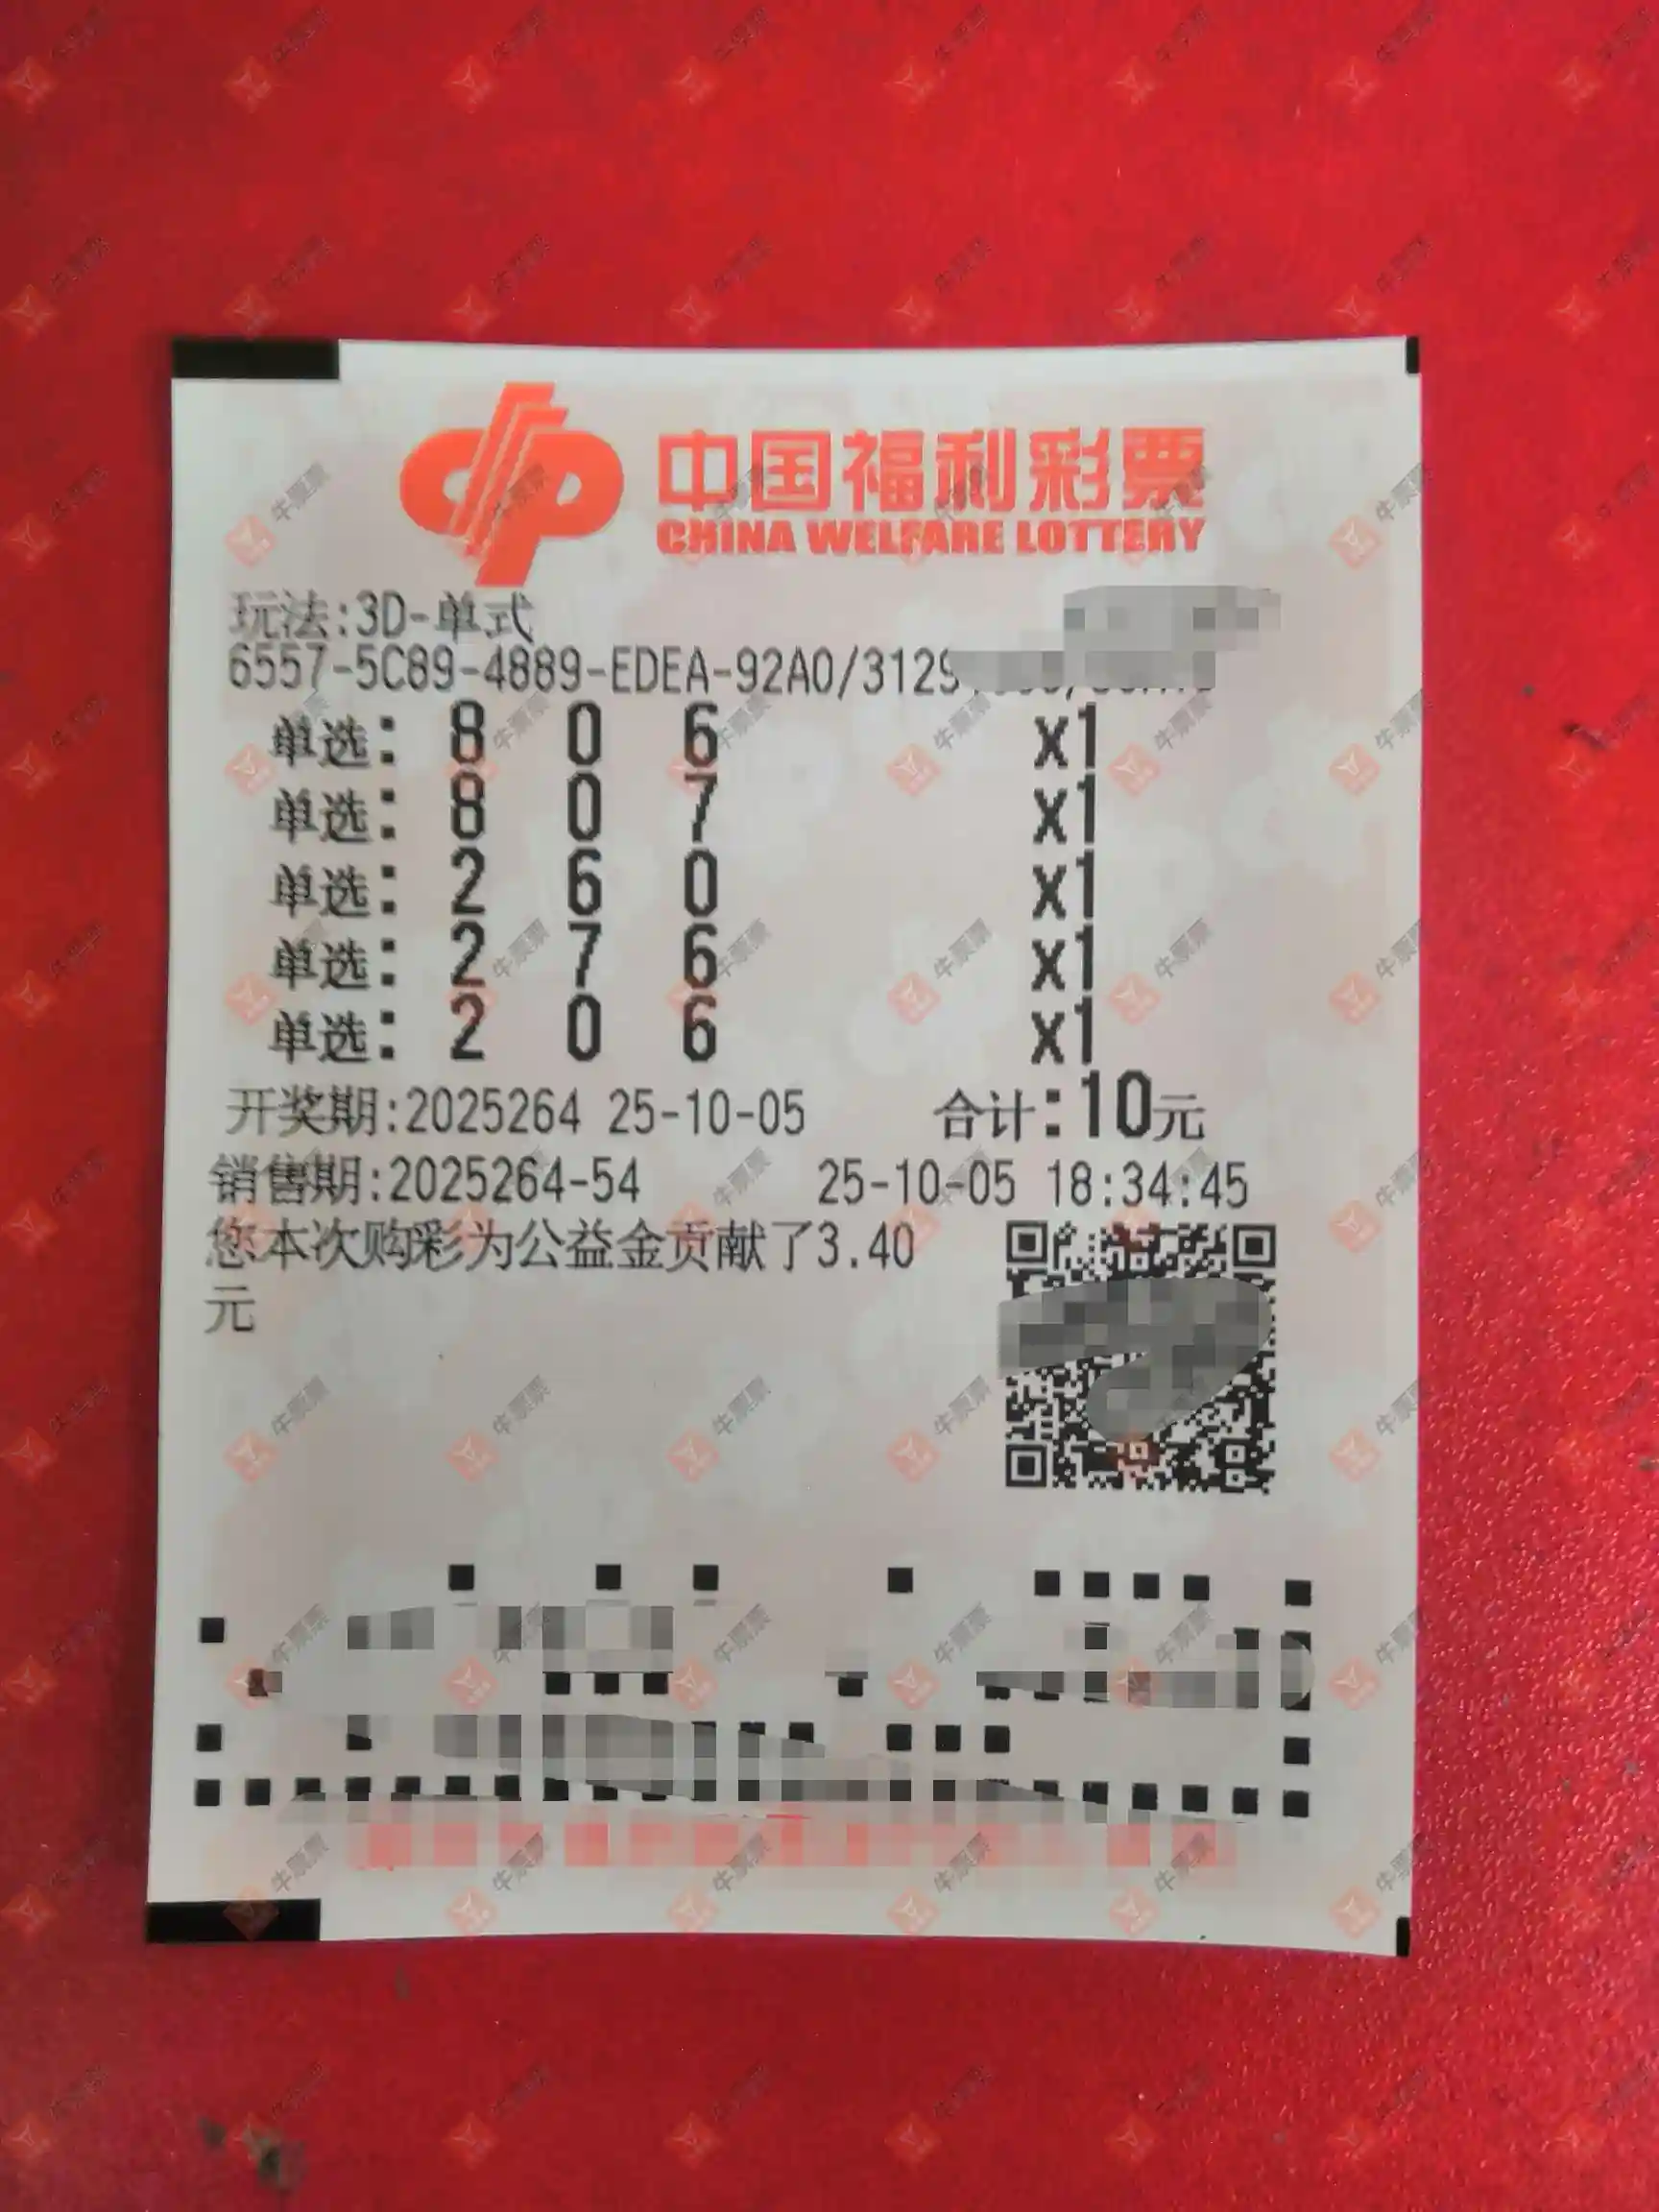 中国福利彩票
CHINA WELFARE LOTTERY
玩法:3D-单式
6557-5C89-4889-EDEA-92A0/3129
单选: 8 0 6 x1
单选: 8 0 7 x1
单选: 2 6 0 x1
单选: 2 7 6 x1
单选: 2 0 6 x1
开奖期:2025264 25-10-05 合计:10元
销售期:2025264-54 25-10-05 18:34:45
您本次购彩为公益金贡献了3.40
元
牛票票